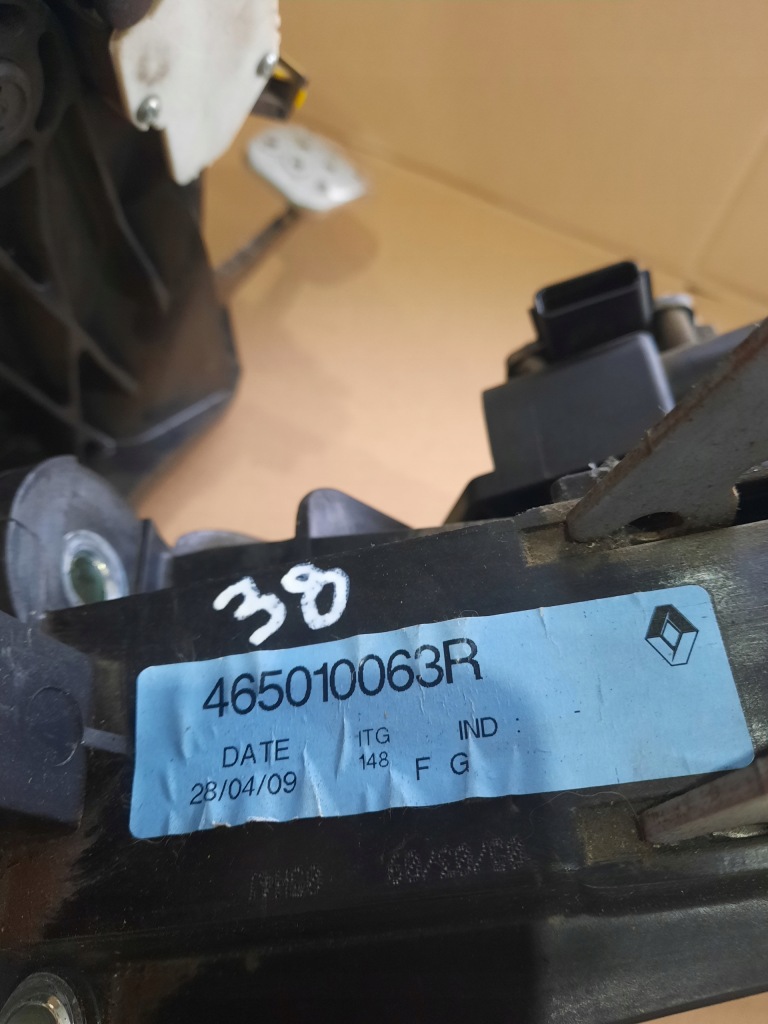 38
465010063R
DATE ITG IND :
28/04/09 148 F G -